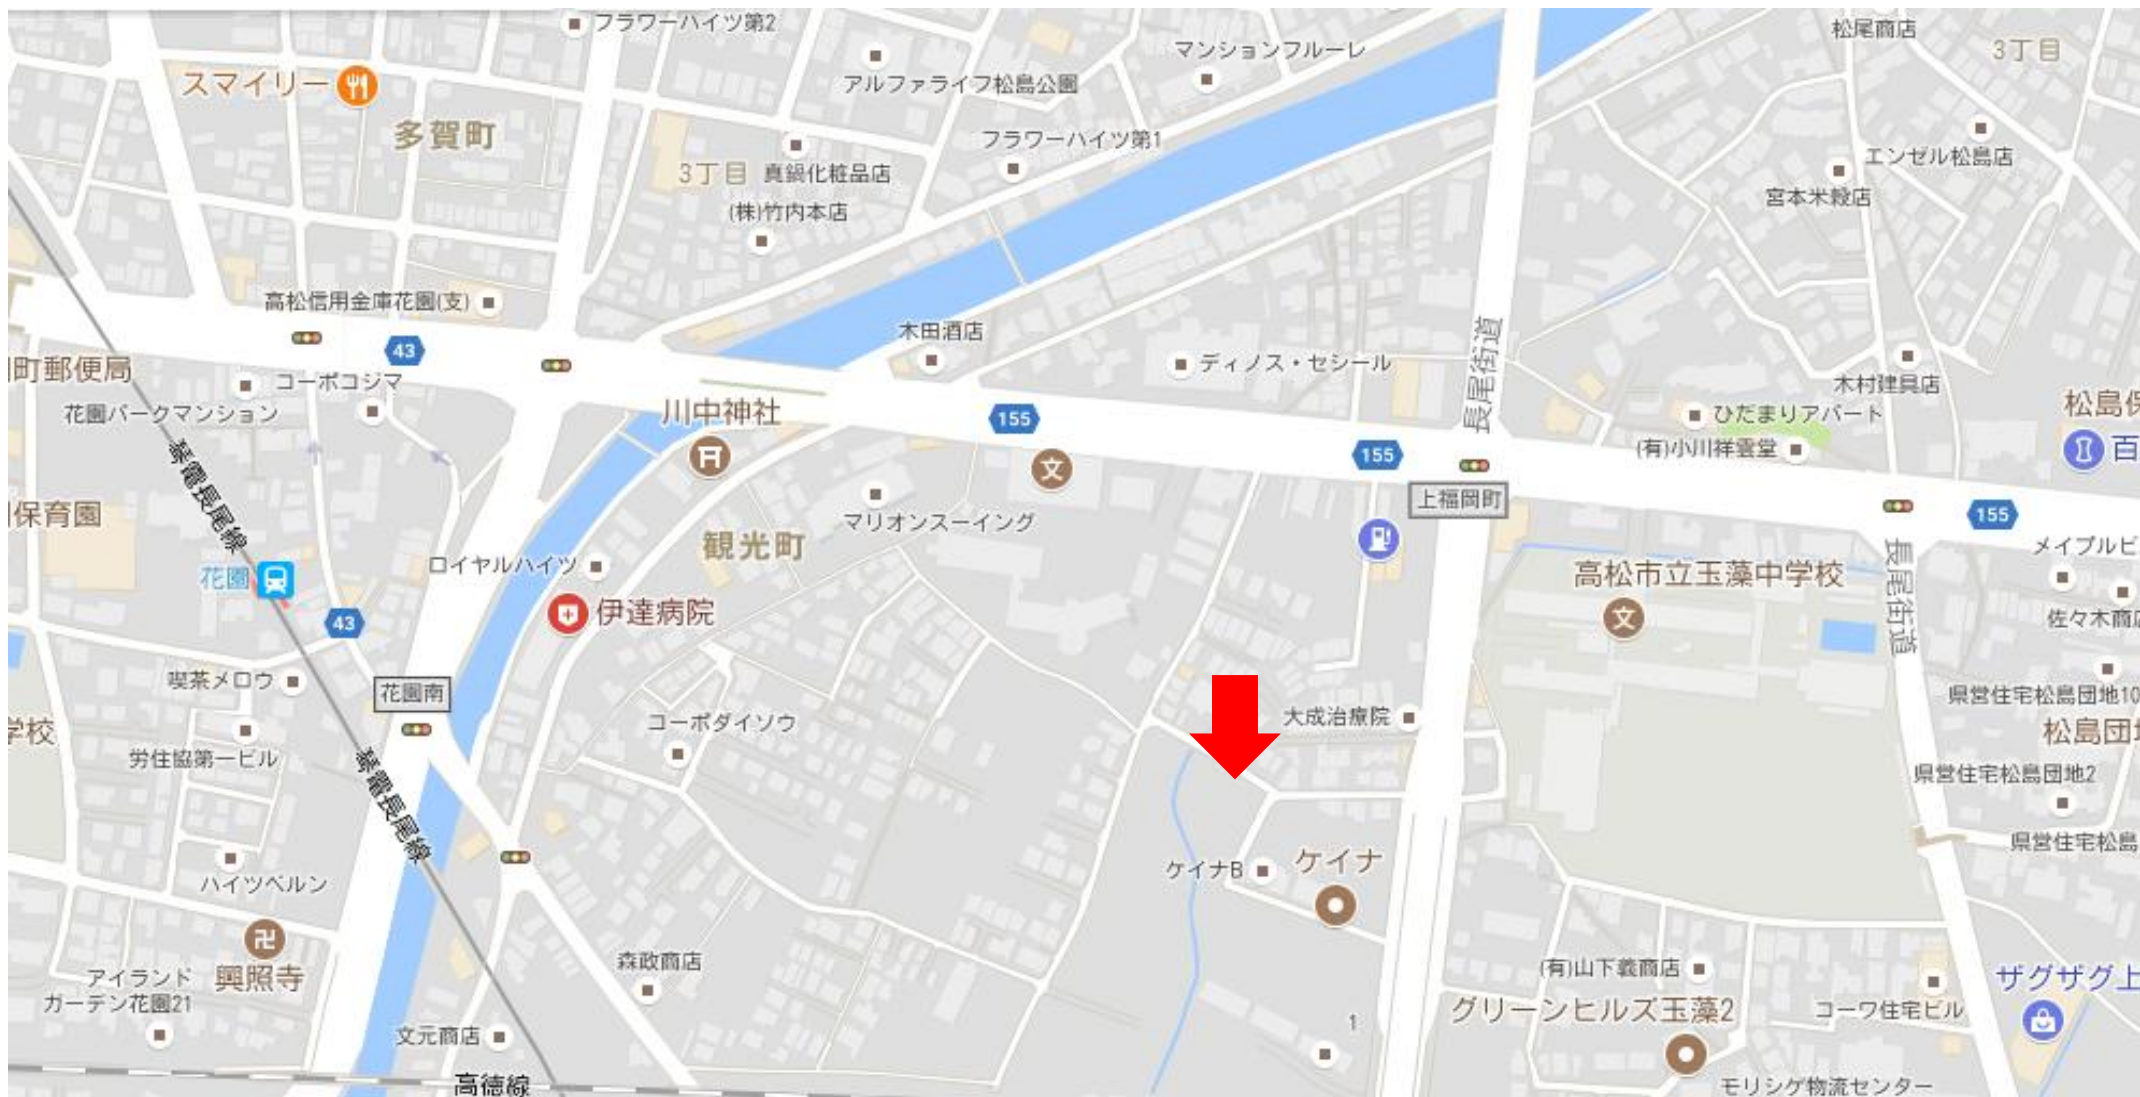 フラワーハイツ第2
松尾商店
3丁目
マンションフルーレ
アルファライフ松島公園
スマイリー
多賀町
フラワーハイツ第1
エンゼル松島店
3丁目
真鍋化粧品店
宮本米穀店
(株)竹内本店
高松信用金庫花園(支)
木田酒店
43
ディノス・セシール
長尾街道
町郵便局
コーポコジマ
木村建具店
花園パークマンション
川中神社
155
ひだまりアパート
松島保
(有)小川祥雲堂
百
155
琴電長尾線
上福岡町
保育園
マリオンスーイング
155
観光町
メイプルビ
ロイヤルハイツ
花園
高松市立玉藻中学校
長尾街道
伊達病院
43
佐々木商店
喫茶メロウ
花園南
県営住宅松島団地10
コーポダイソウ
大成治療院
学校
松島団地
労住協第一ビル
県営住宅松島団地2
琴電長尾線
県営住宅松島
ケイナB
ケイナ
ハイツベルン
森政商店
(有)山下義商店
アイランド
ガーデン花園21
興照寺
ザグザグ上
グリーンヒルズ玉藻2
コーワ住宅ビル
1
文元商店
高徳線
モリシゲ物流センター